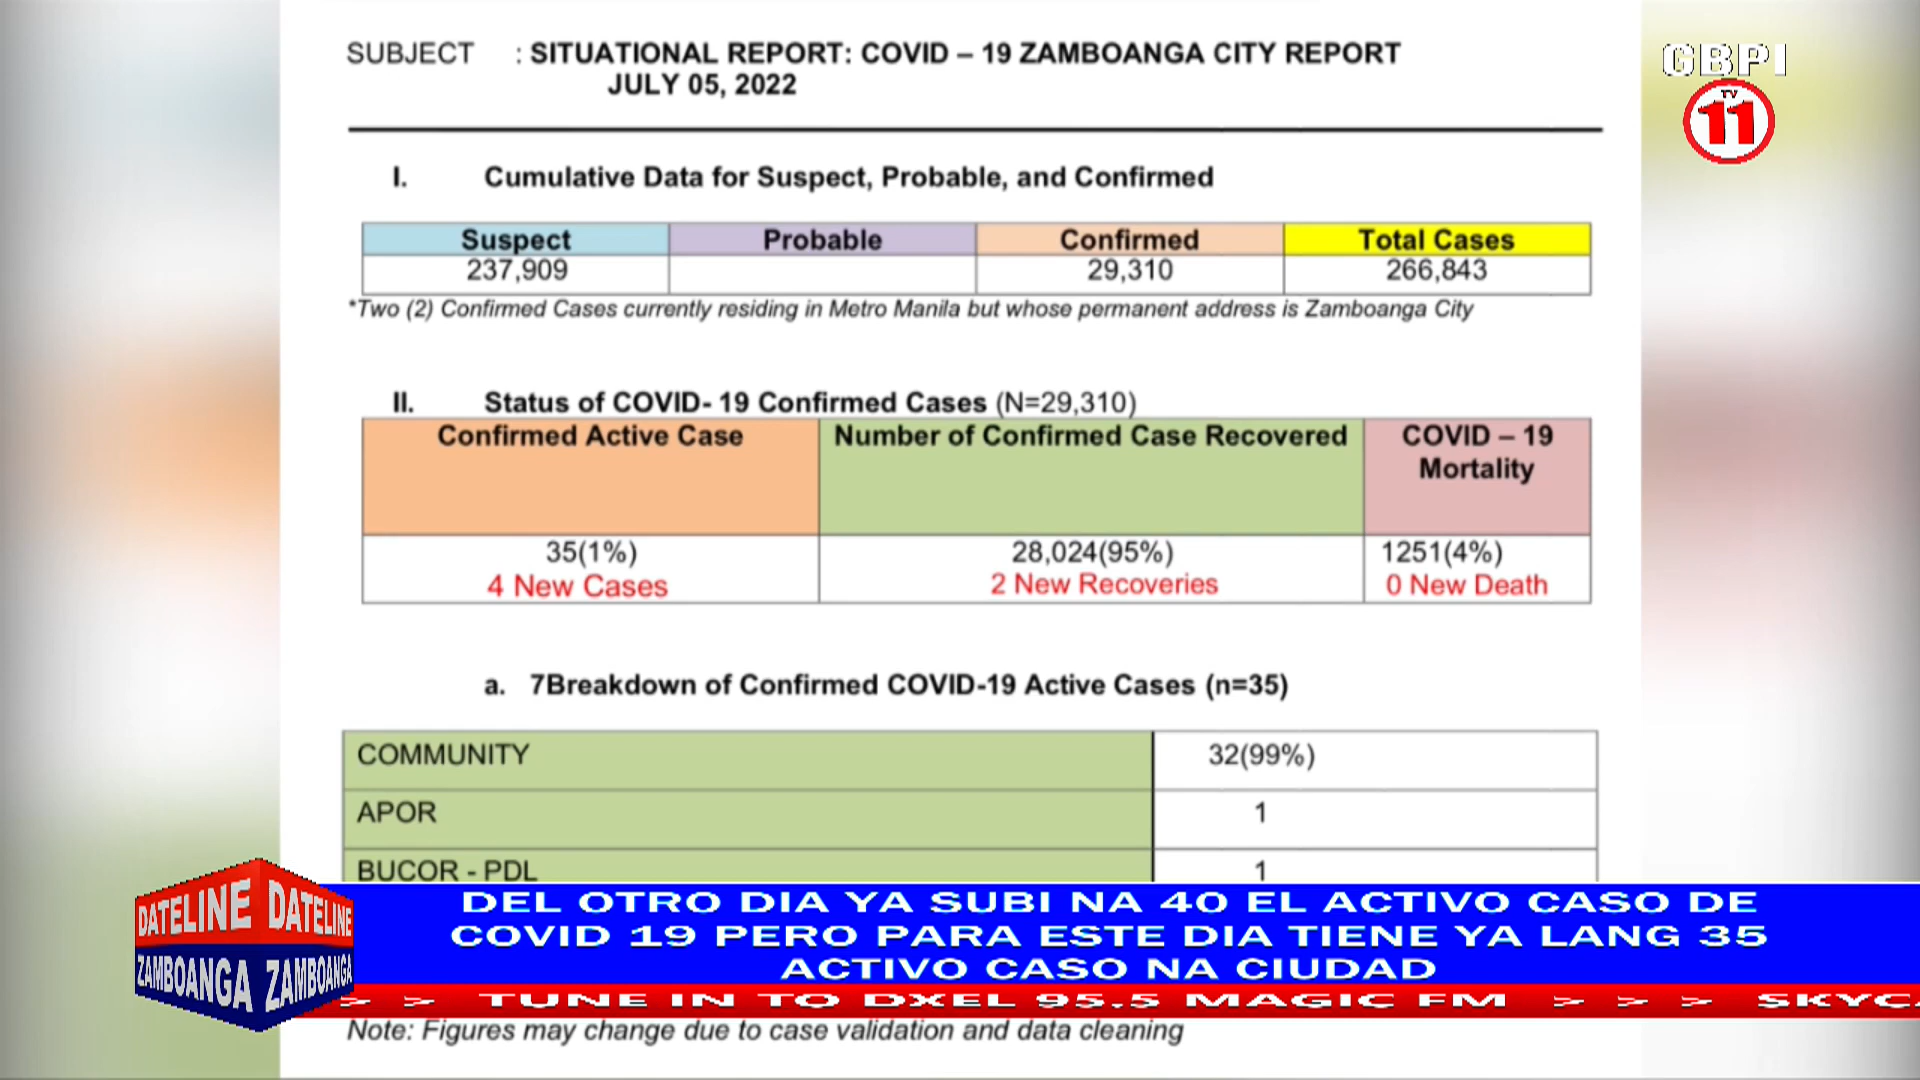 SUBJECT : SITUATIONAL REPORT: COVID – 19 ZAMBOANGA CITY REPORT
JULY 05, 2022
GBPI
TV
11
I. Cumulative Data for Suspect, Probable, and Confirmed
Suspect Probable Confirmed Total Cases
237,909 29,310 266,843
*Two (2) Confirmed Cases currently residing in Metro Manila but whose permanent address is Zamboanga City
II. Status of COVID- 19 Confirmed Cases (N=29,310)
Confirmed Active Case Number of Confirmed Case Recovered COVID – 19
Mortality
35(1%) 28,024(95%) 1251(4%)
4 New Cases 2 New Recoveries 0 New Death
a. 7Breakdown of Confirmed COVID-19 Active Cases (n=35)
COMMUNITY 32(99%)
APOR 1
BUCOR - PDL 1
DATELINE DATELINE
ZAMBOANGA ZAMBOANGA
DEL OTRO DIA YA SUBI NA 40 EL ACTIVO CASO DE
COVID 19 PERO PARA ESTE DIA TIENE YA LANG 35
ACTIVO CASO NA CIUDAD
> > TUNE IN TO DXEL 95.5 MAGIC FM > > > SKYC
Note: Figures may change due to case validation and data cleaning